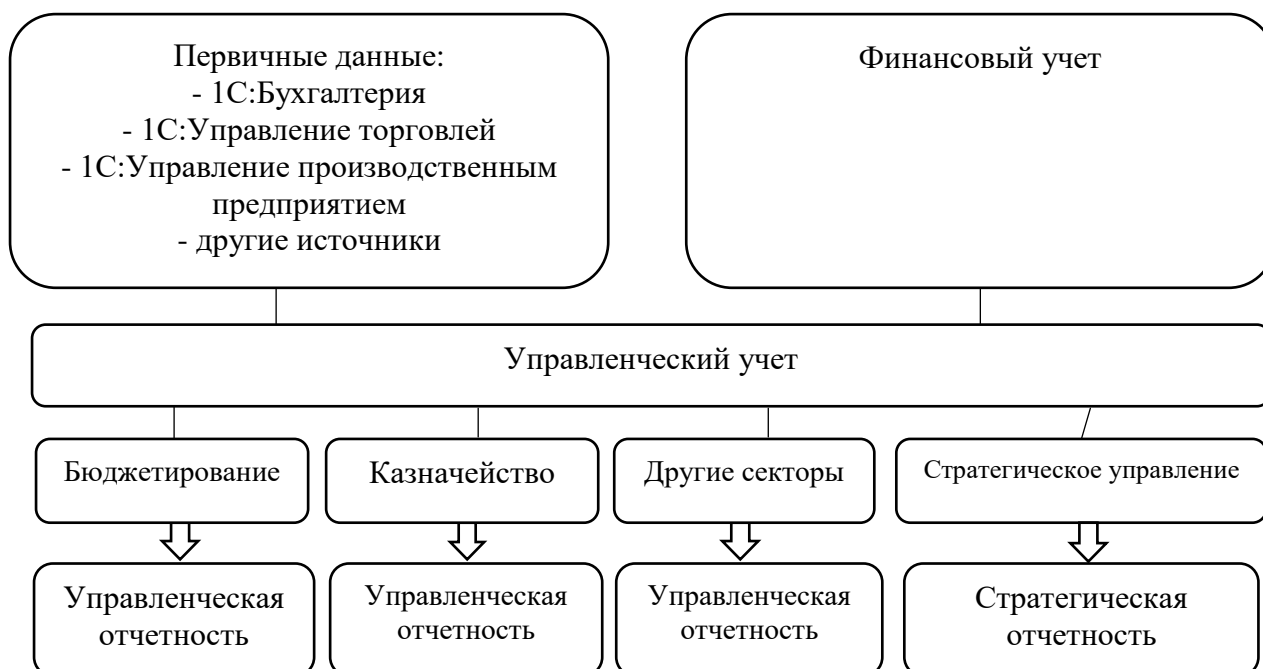 Первичные данные:
- 1С:Бухгалтерия
- 1С:Управление торговлей
- 1С:Управление производственным
предприятием
- другие источники
Финансовый учет
Управленческий учет
Бюджетирование
Казначейство
Другие секторы
Стратегическое управление
Управленческая
отчетность
Управленческая
отчетность
Управленческая
отчетность
Стратегическая
отчетность